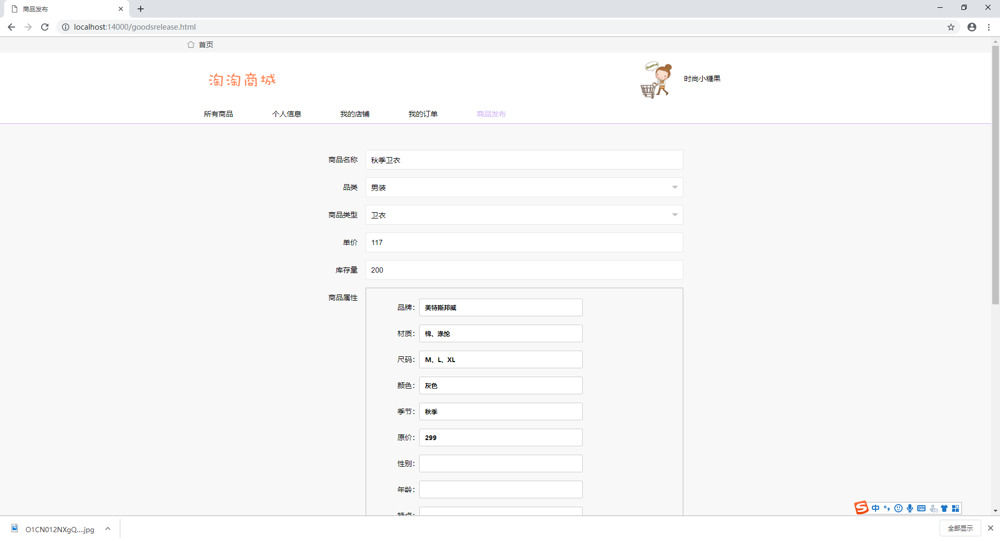 商品发布
localhost:14000/goodsrelease.html
首页
淘淘商城
时尚小糖果
所有商品 个人信息 我的店铺 我的订单 商品发布
商品名称 秋季卫衣
品类 男装
商品类型 卫衣
单价 117
库存量 200
商品属性
品牌： 美特斯邦威
材质： 棉、涤纶
尺码： M、L、XL
颜色： 灰色
季节： 秋季
原价： 299
性别：
年龄：
特点：
中
O1CN012NXgQ....jpg
全部显示